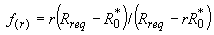 f(r) = r(R_req − R_0^*)/(R_req − rR_0^*)